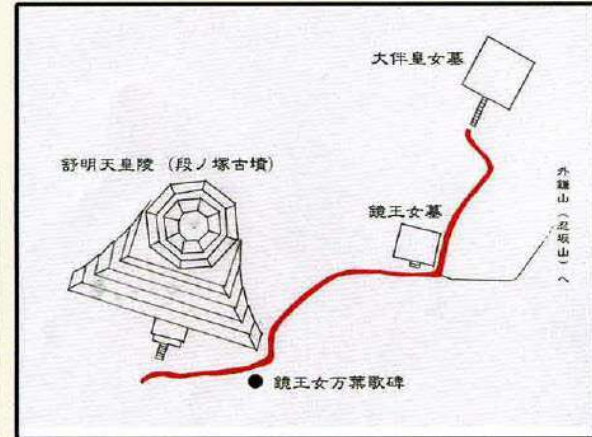 大伴皇女墓
舒明天皇陵 (段ノ塚古墳)
鏡王女墓
外鎌山(忍坂山)へ
鏡王女万葉歌碑